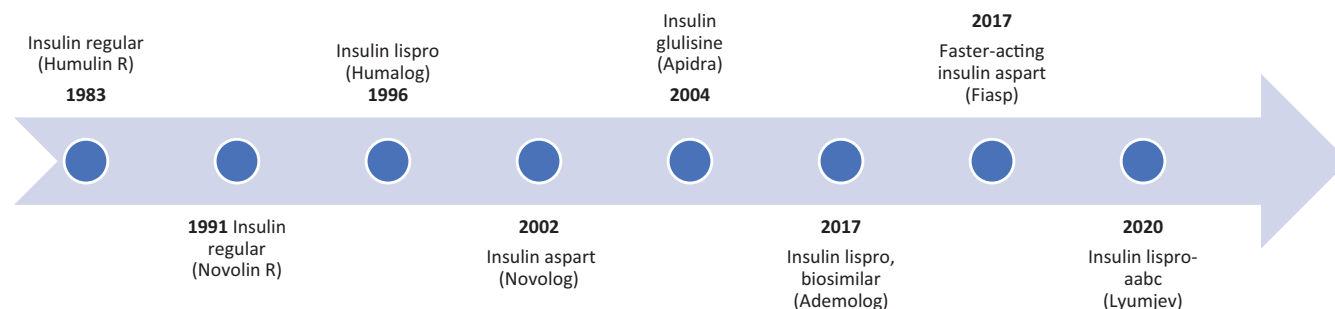 Insulin regular
(Humulin R)
1983
1991 Insulin
regular
(Novolin R)
Insulin lispro
(Humalog)
1996
2002
Insulin aspart
(Novolog)
Insulin
glulisine
(Apidra)
2004
2017
Insulin lispro,
biosimilar
(Ademolog)
2017
Faster-acting
insulin aspart
(Fiasp)
2020
Insulin lispro-
aabc
(Lyumjev)